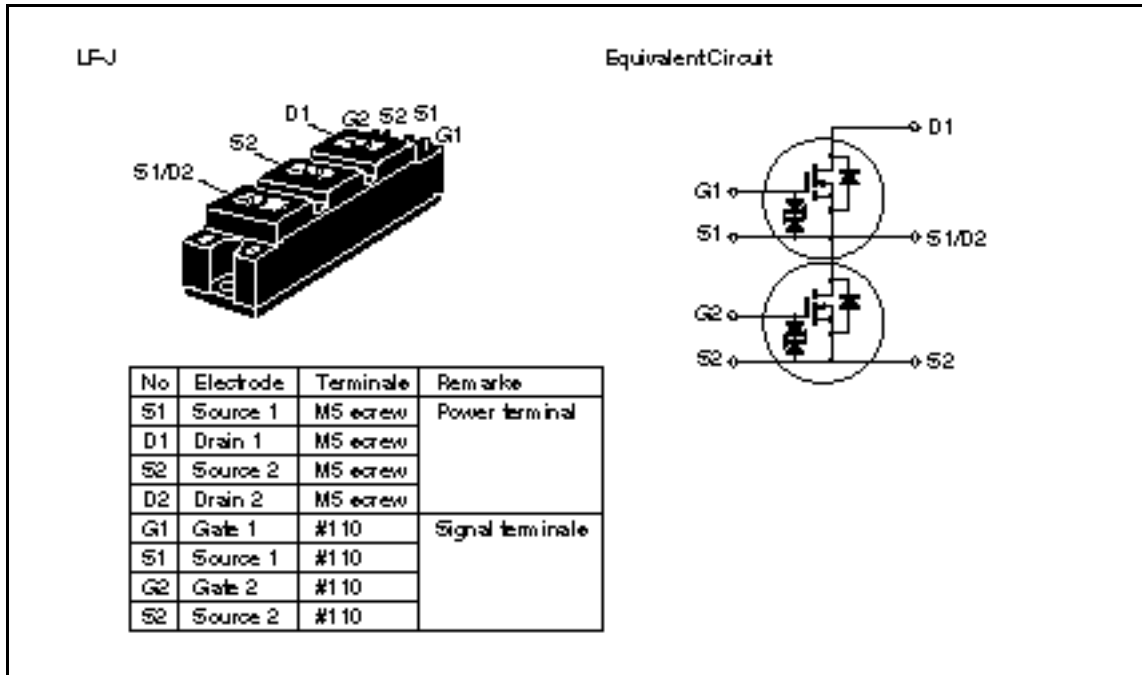 LF-J
Equivalent Circuit
D1 G2 S2 S1
G1
S2
S1/D2
D1
G1
S1
S1/D2
G2
S2
S2
No Electrode Terminals Remarks
S1 Source 1 M5 screw Power terminal
D1 Drain 1 M5 screw
S2 Source 2 M5 screw
D2 Drain 2 M5 screw
G1 Gate 1 #110 Signal terminals
S1 Source 1 #110
G2 Gate 2 #110
S2 Source 2 #110